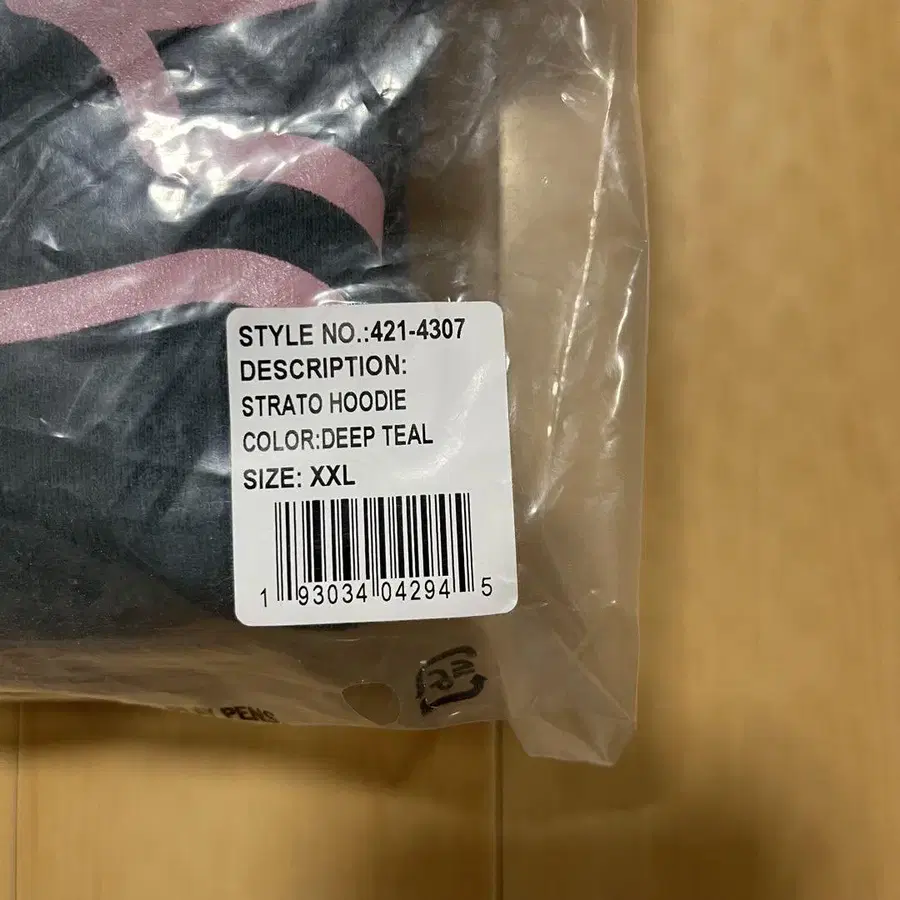 STYLE NO.:421-4307
DESCRIPTION:
STRATO HOODIE
COLOR:DEEP TEAL
SIZE: XXL
1 93034 04294 5
PENS